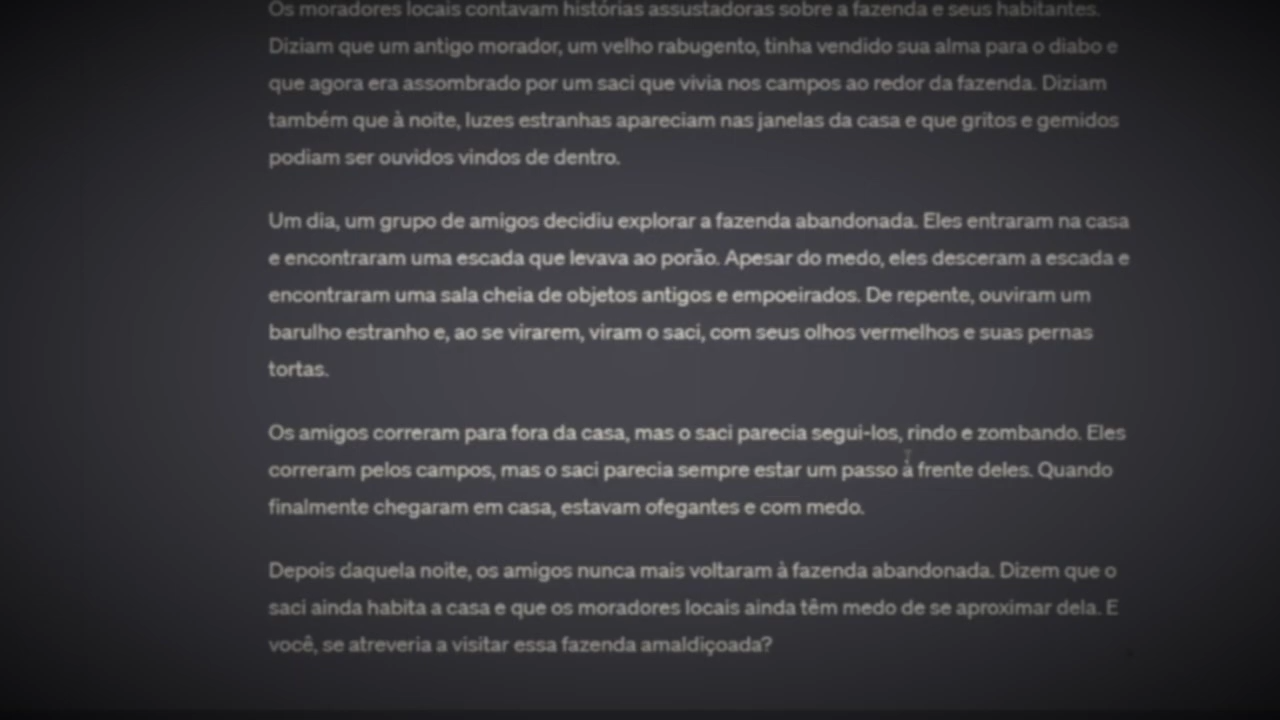 Os moradores locais contavam histórias assustadoras sobre a fazenda e seus habitantes.
Diziam que um antigo morador, um velho rabugento, tinha vendido sua alma para o diabo e
que agora era assombrado por um saci que vivia nos campos ao redor da fazenda. Diziam
também que à noite, luzes estranhas apareciam nas janelas da casa e que gritos e gemidos
podiam ser ouvidos vindos de dentro.
Um dia, um grupo de amigos decidiu explorar a fazenda abandonada. Eles entraram na casa
e encontraram uma escada que levava ao porão. Apesar do medo, eles desceram a escada e
encontraram uma sala cheia de objetos antigos e empoeirados. De repente, ouviram um
barulho estranho e, ao se virarem, viram o saci, com seus olhos vermelhos e suas pernas
tortas.
Os amigos correram para fora da casa, mas o saci parecia segui-los, rindo e zombando. Eles
correram pelos campos, mas o saci parecia sempre estar um passo à frente deles. Quando
finalmente chegaram em casa, estavam ofegantes e com medo.
Depois daquela noite, os amigos nunca mais voltaram à fazenda abandonada. Dizem que o
saci ainda habita a casa e que os moradores locais ainda têm medo de se aproximar dela. E
você, se atreveria a visitar essa fazenda amaldiçoada?